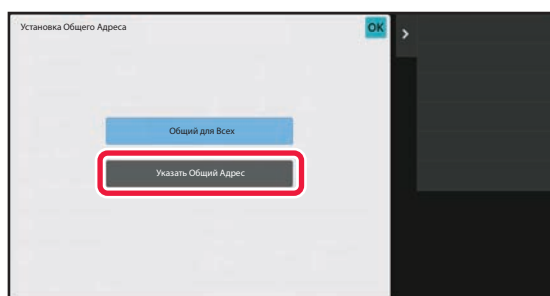 Установка Общего Адреса
OK
Общий для Всех
Указать Общий Адрес